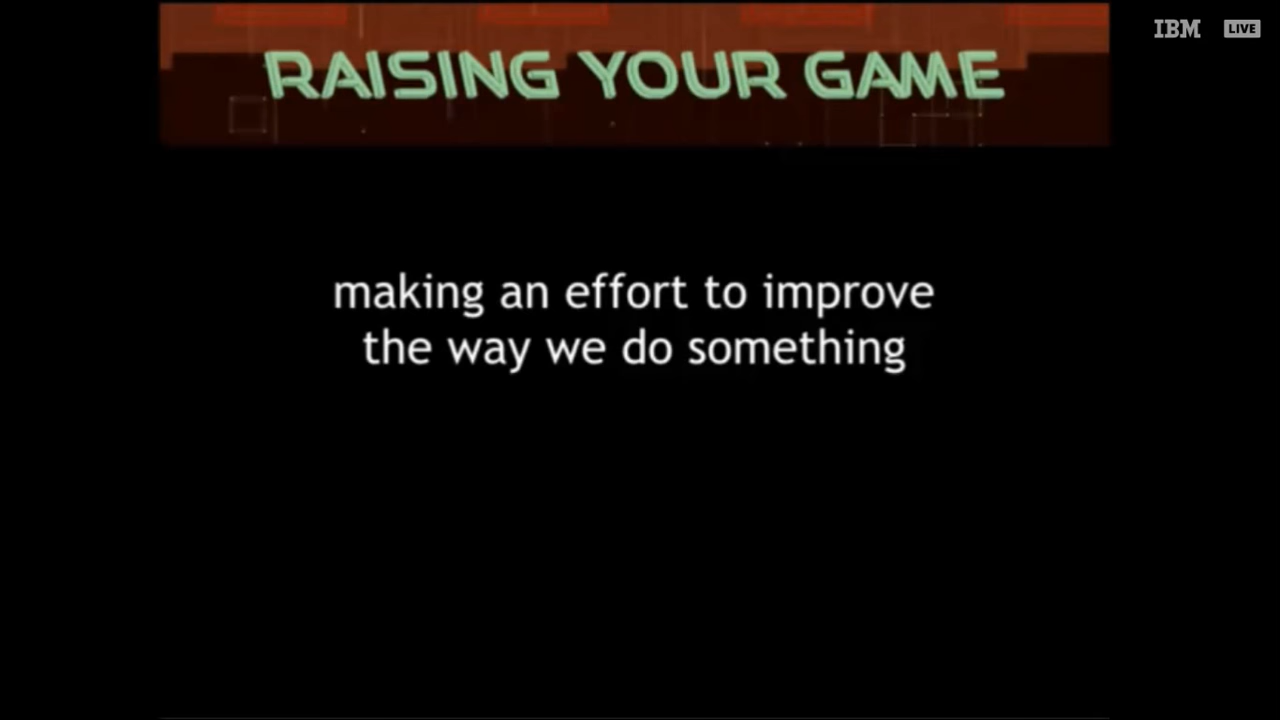 RAISING YOUR GAME
IBM LIVE
making an effort to improve
the way we do something